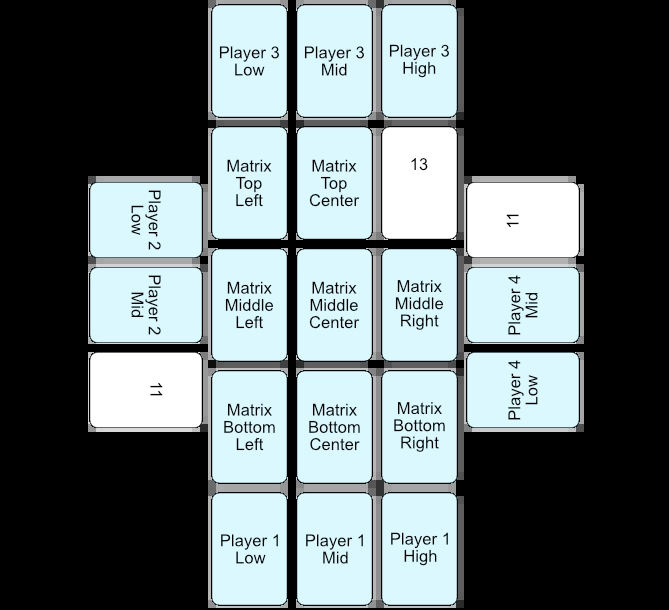 Player 3
Low
Player 3
Mid
Player 3
High
Matrix
Top
Left
Matrix
Top
Center
13
Player 2
Low
11
Matrix
Middle
Left
Matrix
Middle
Center
Matrix
Middle
Right
Player 2
Mid
Player 4
Mid
11
Matrix
Bottom
Left
Matrix
Bottom
Center
Matrix
Bottom
Right
Player 4
Low
Player 1
Low
Player 1
Mid
Player 1
High